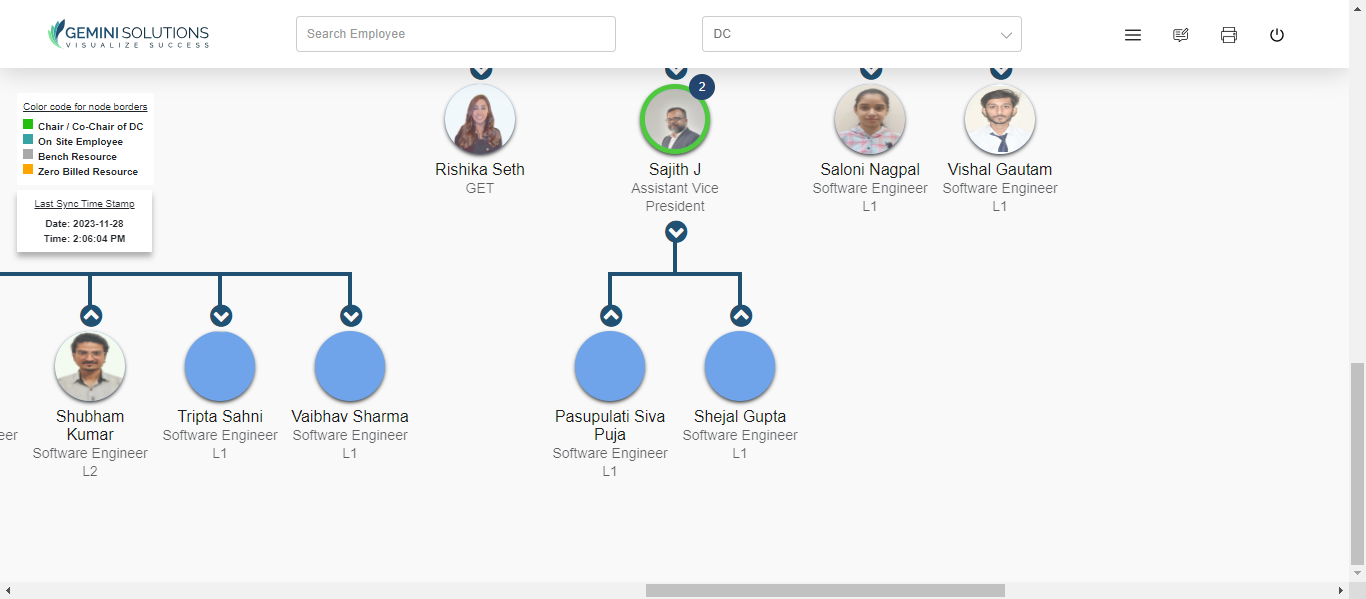 GEMINI SOLUTIONS
VISUALIZE SUCCESS
Search Employee
DC
Color code for node borders
Chair / Co-Chair of DC
On Site Employee
Bench Resource
Zero Billed Resource
Last Sync Time Stamp
Date: 2023-11-28
Time: 2:06:04 PM
Rishika Seth
GET
2
Sajith J
Assistant Vice
President
Saloni Nagpal
Software Engineer
L1
Vishal Gautam
Software Engineer
L1
eer
Shubham
Kumar
Software Engineer
L2
Tripta Sahni
Software Engineer
L1
Vaibhav Sharma
Software Engineer
L1
Pasupulati Siva
Puja
Software Engineer
L1
Shejal Gupta
Software Engineer
L1